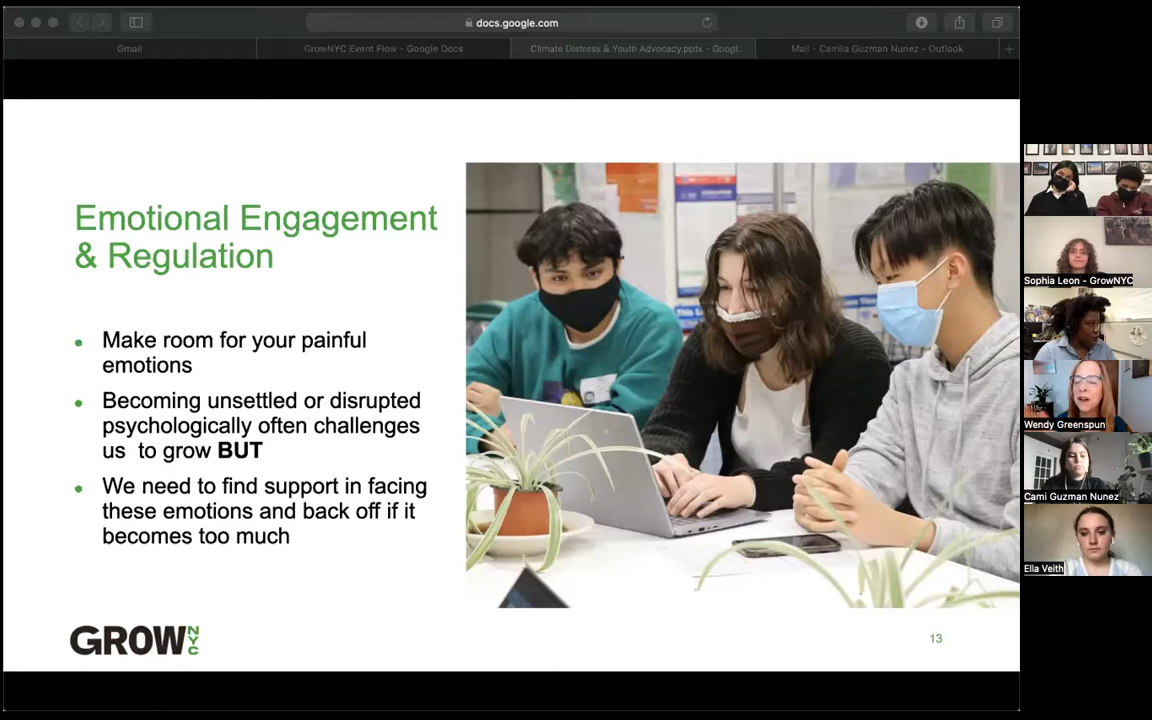 docs.google.com
Gmail
GrowNYC Event Flow - Google Docs
Climate Distress & Youth Advocacy.pptx - Googl...
Mail - Camila Guzman Nunez - Outlook
Emotional Engagement
& Regulation
• Make room for your painful
emotions
• Becoming unsettled or disrupted
psychologically often challenges
us to grow BUT
• We need to find support in facing
these emotions and back off if it
becomes too much
GROWNYC
13
Sophia Leon - GrowNYC
Wendy Greenspun
Cami Guzman Nunez
Ella Veith